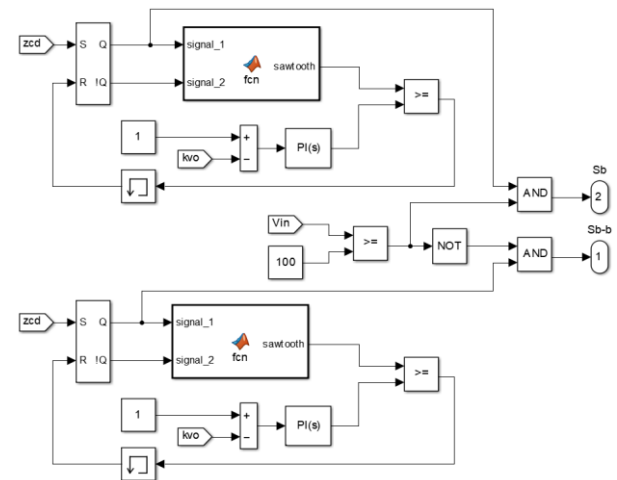 zcd
S Q
R !Q
signal_1
signal_2
fcn
sawtooth
>=
1
kvo
+
−
PI(s)
Sb
AND
2
Vin
100
>=
NOT
Sb-b
AND
1
zcd
S Q
R !Q
signal_1
signal_2
fcn
sawtooth
>=
1
kvo
+
−
PI(s)